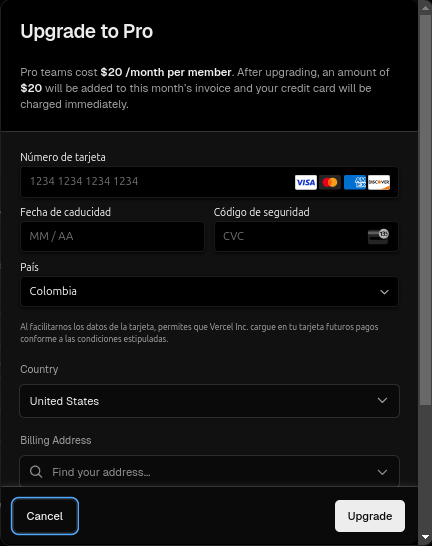 Upgrade to Pro
Pro teams cost $20 /month per member. After upgrading, an amount of
$20 will be added to this month's invoice and your credit card will be
charged immediately.
Número de tarjeta
1234 1234 1234 1234 VISA DISCOVER
Fecha de caducidad Código de seguridad
MM / AA CVC 135
País
Colombia
Al facilitarnos los datos de la tarjeta, permites que Vercel Inc. cargue en tu tarjeta futuros pagos
conforme a las condiciones estipuladas.
Country
United States
Billing Address
Find your address...
Cancel Upgrade